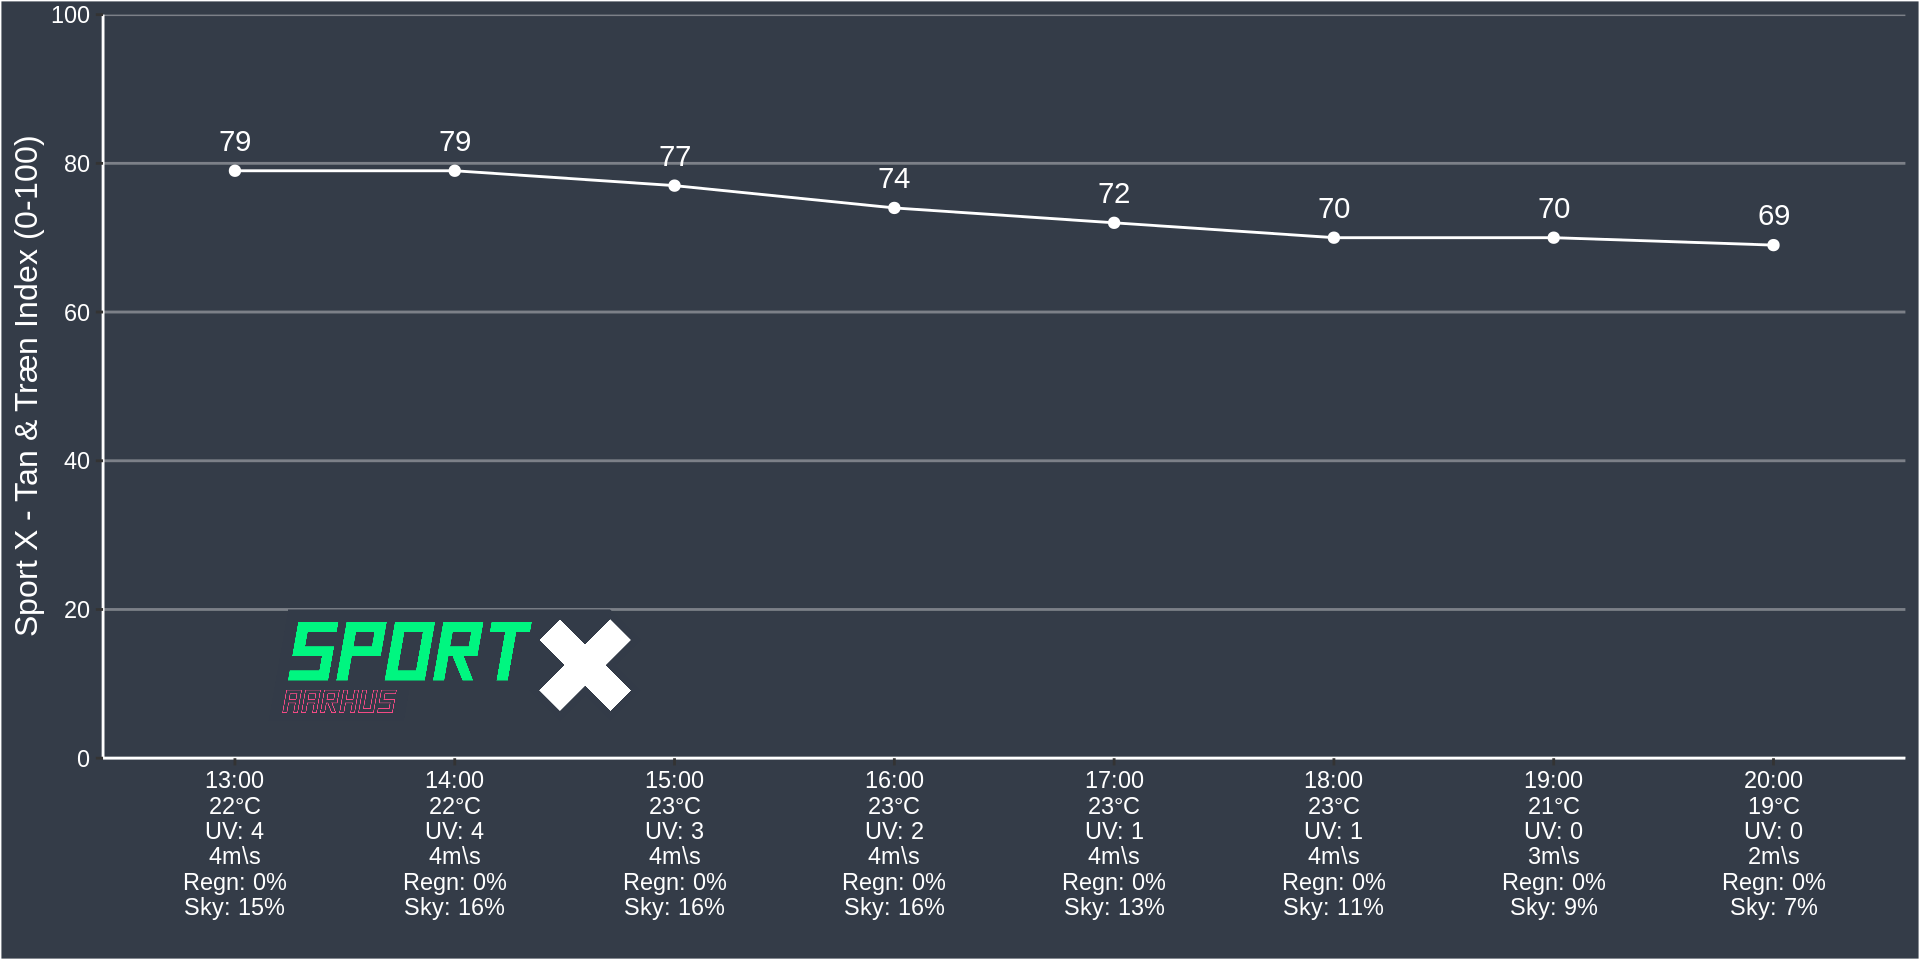 Sport X - Tan & Træn Index (0-100)
100
80
60
40
20
0
79
79
77
74
72
70
70
69
SPORT X
AARHUS
13:00
22°C
UV: 4
4m\s
Regn: 0%
Sky: 15%
14:00
22°C
UV: 4
4m\s
Regn: 0%
Sky: 16%
15:00
23°C
UV: 3
4m\s
Regn: 0%
Sky: 16%
16:00
23°C
UV: 2
4m\s
Regn: 0%
Sky: 16%
17:00
23°C
UV: 1
4m\s
Regn: 0%
Sky: 13%
18:00
23°C
UV: 1
4m\s
Regn: 0%
Sky: 11%
19:00
21°C
UV: 0
3m\s
Regn: 0%
Sky: 9%
20:00
19°C
UV: 0
2m\s
Regn: 0%
Sky: 7%